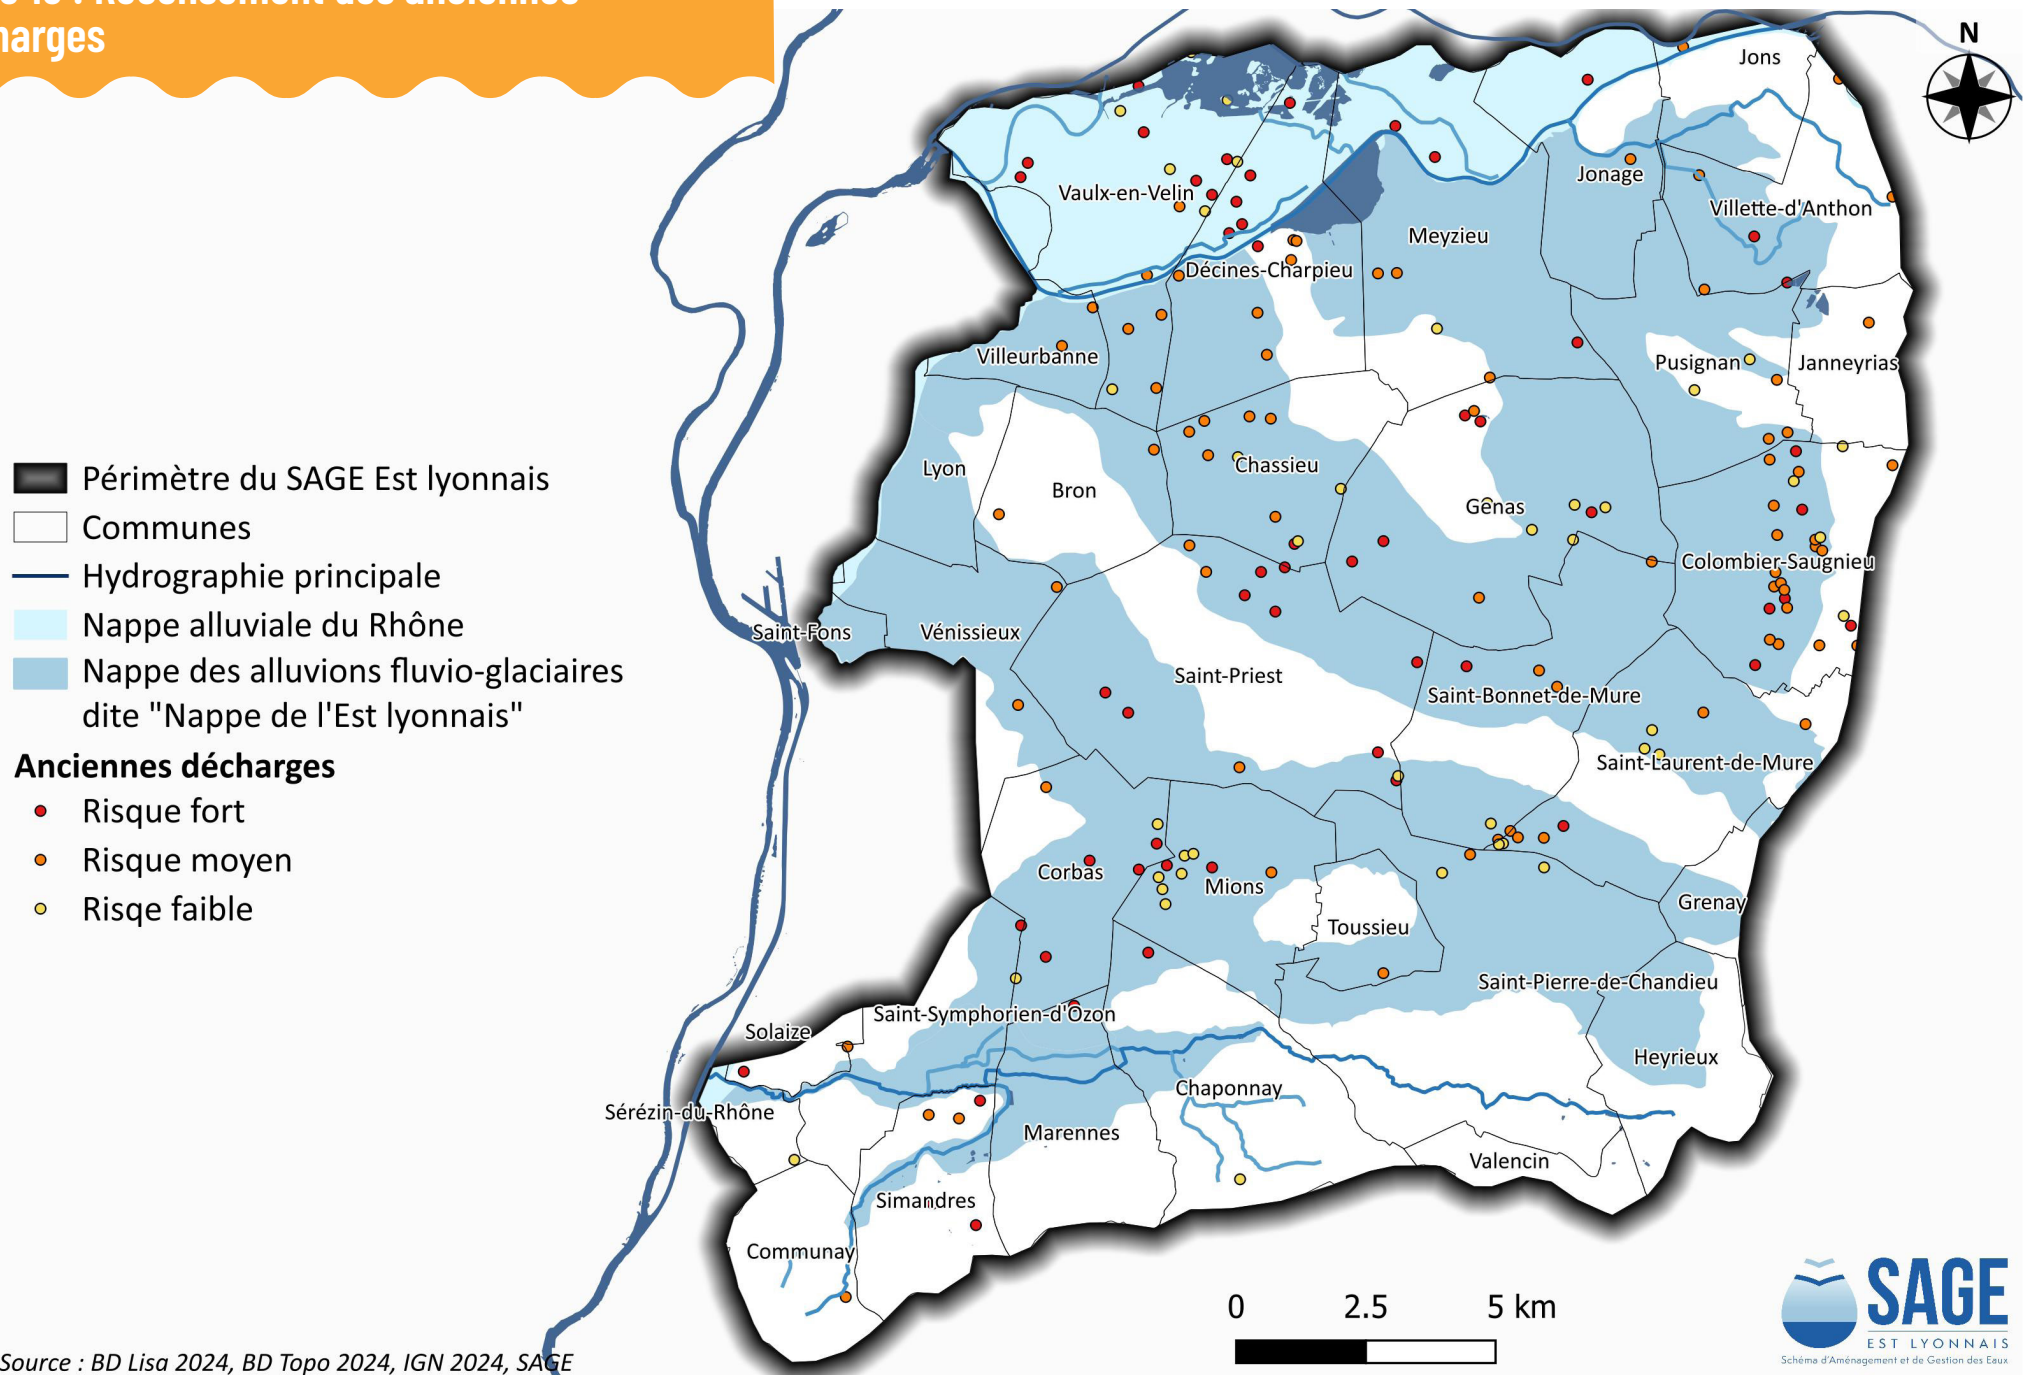 : Recensement des anciennes
N
Jons
Jonage
Vaulx-en-Velin
Villette-d'Anthon
Meyzieu
Décines-Charpieu
Villeurbanne
Pusignan
Janneyrias
Lyon
Bron
Chassieu
Genas
Colombier-Saugnieu
Saint-Fons
Vénissieux
Saint-Priest
Saint-Bonnet-de-Mure
Saint-Laurent-de-Mure
Corbas
Mions
Grenay
Toussieu
Saint-Pierre-de-Chandieu
Saint-Symphorien-d'Ozon
Solaize
Heyrieux
Chaponnay
Sérézin-du-Rhône
Marennes
Valencin
Simandres
Communay
Périmètre du SAGE Est lyonnais
Communes
Hydrographie principale
Nappe alluviale du Rhône
Nappe des alluvions fluvio-glaciaires
dite "Nappe de l'Est lyonnais"
Anciennes décharges
Risque fort
Risque moyen
Risqe faible
0 2.5 5 km
SAGE
EST LYONNAIS
Schéma d'Aménagement et de Gestion des Eaux
Source : BD Lisa 2024, BD Topo 2024, IGN 2024, SAGE